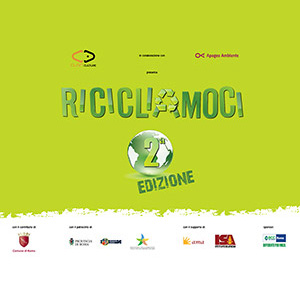 in collaborazione con
Apogeo Ambiente
presenta
RICICLIAMOCI
2ª
EDIZIONE
con il contributo di
con il patrocinio di
con il supporto di
sponsor
Comune di Roma
PROVINCIA
DI ROMA
ama